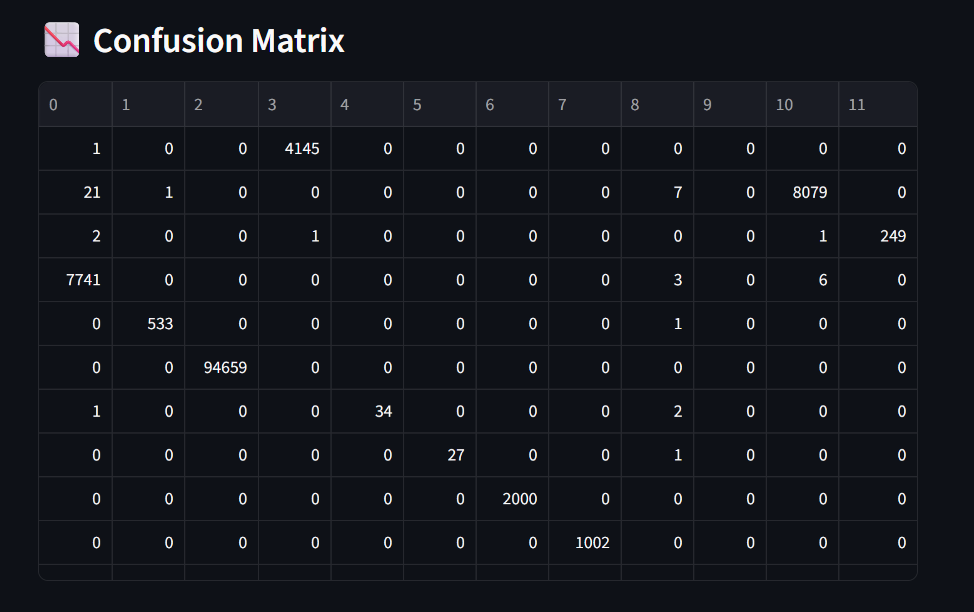 Confusion Matrix
0 1 2 3 4 5 6 7 8 9 10 11
1 0 0 4145 0 0 0 0 0 0 0 0
21 1 0 0 0 0 0 0 7 0 8079 0
2 0 0 1 0 0 0 0 0 0 1 249
7741 0 0 0 0 0 0 0 3 0 6 0
0 533 0 0 0 0 0 0 1 0 0 0
0 0 94659 0 0 0 0 0 0 0 0 0
1 0 0 0 34 0 0 0 2 0 0 0
0 0 0 0 0 27 0 0 1 0 0 0
0 0 0 0 0 0 2000 0 0 0 0 0
0 0 0 0 0 0 0 1002 0 0 0 0